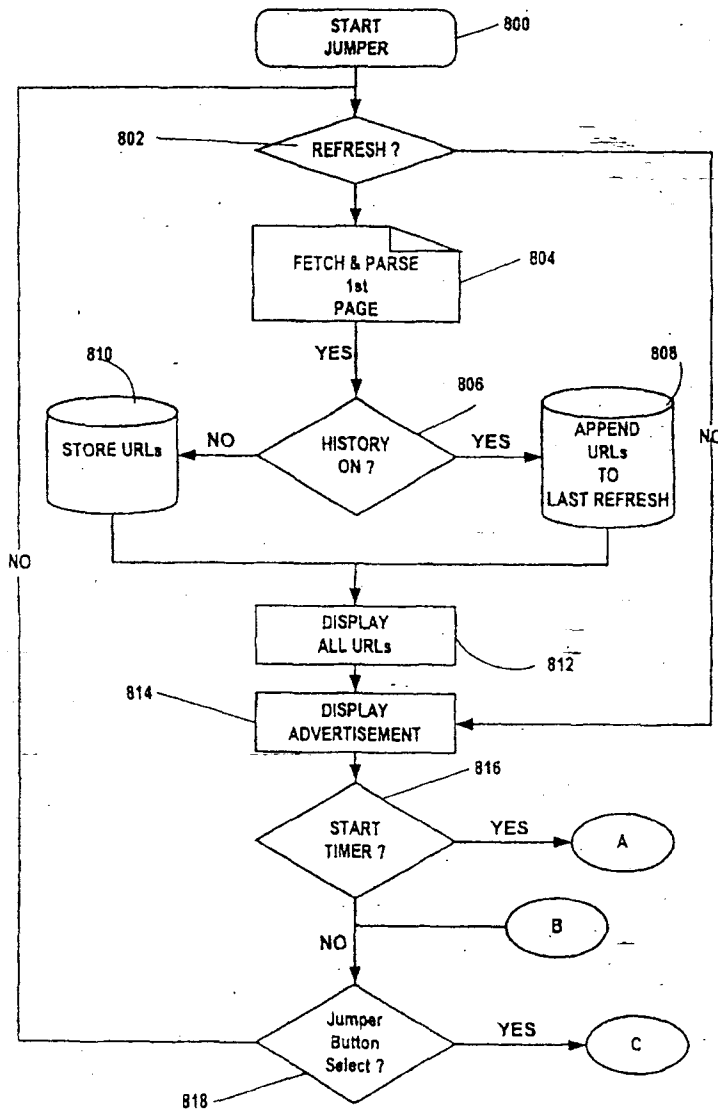 START
JUMPER
800
802
REFRESH ?
FETCH & PARSE
1st
PAGE
804
YES
810
808
806
STORE URLs
NO
HISTORY
ON ?
YES
APPEND
URLs
TO
LAST REFRESH
NO
NO
DISPLAY
ALL URLs
812
814
DISPLAY
ADVERTISEMENT
816
START
TIMER ?
YES
A
B
NO
Jumper
Button
Select ?
YES
C
818